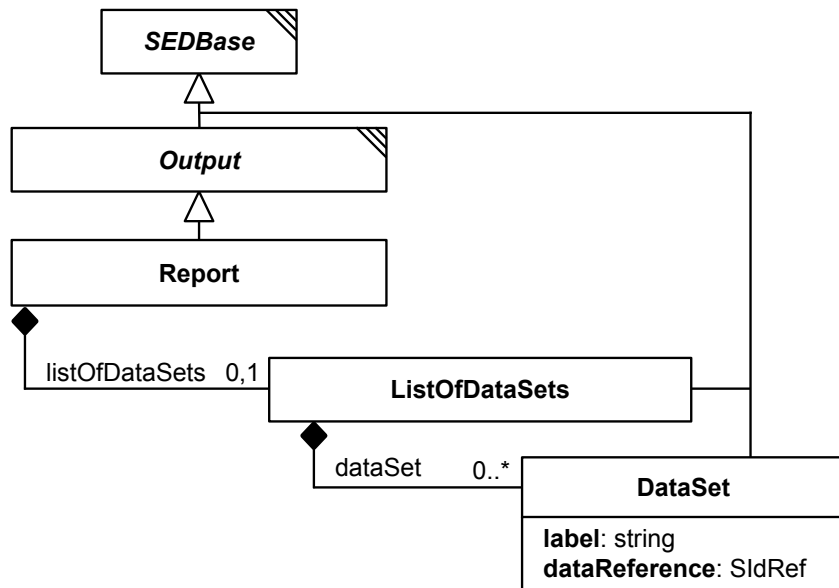 SEDBase
Output
Report
listOfDataSets 0,1
ListOfDataSets
dataSet 0..*
DataSet
label: string
dataReference: SIdRef